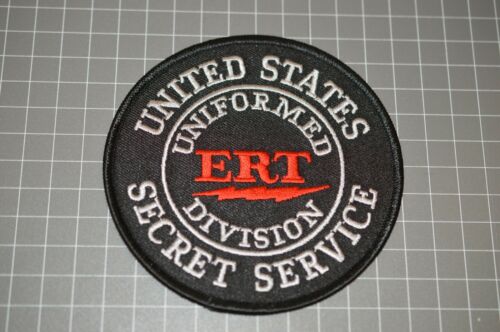 UNITED STATES
UNIFORMED
ERT
DIVISION
SECRET SERVICE